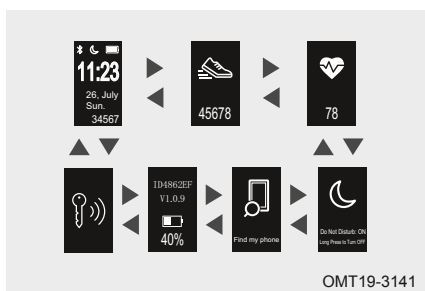 11:23
26, July
Sun.
34567
45678
78
ID4862EF
V1.0.9
40%
Find my phone
Do Not Disturb: ON
Long Press to Turn OFF
OMT19-3141